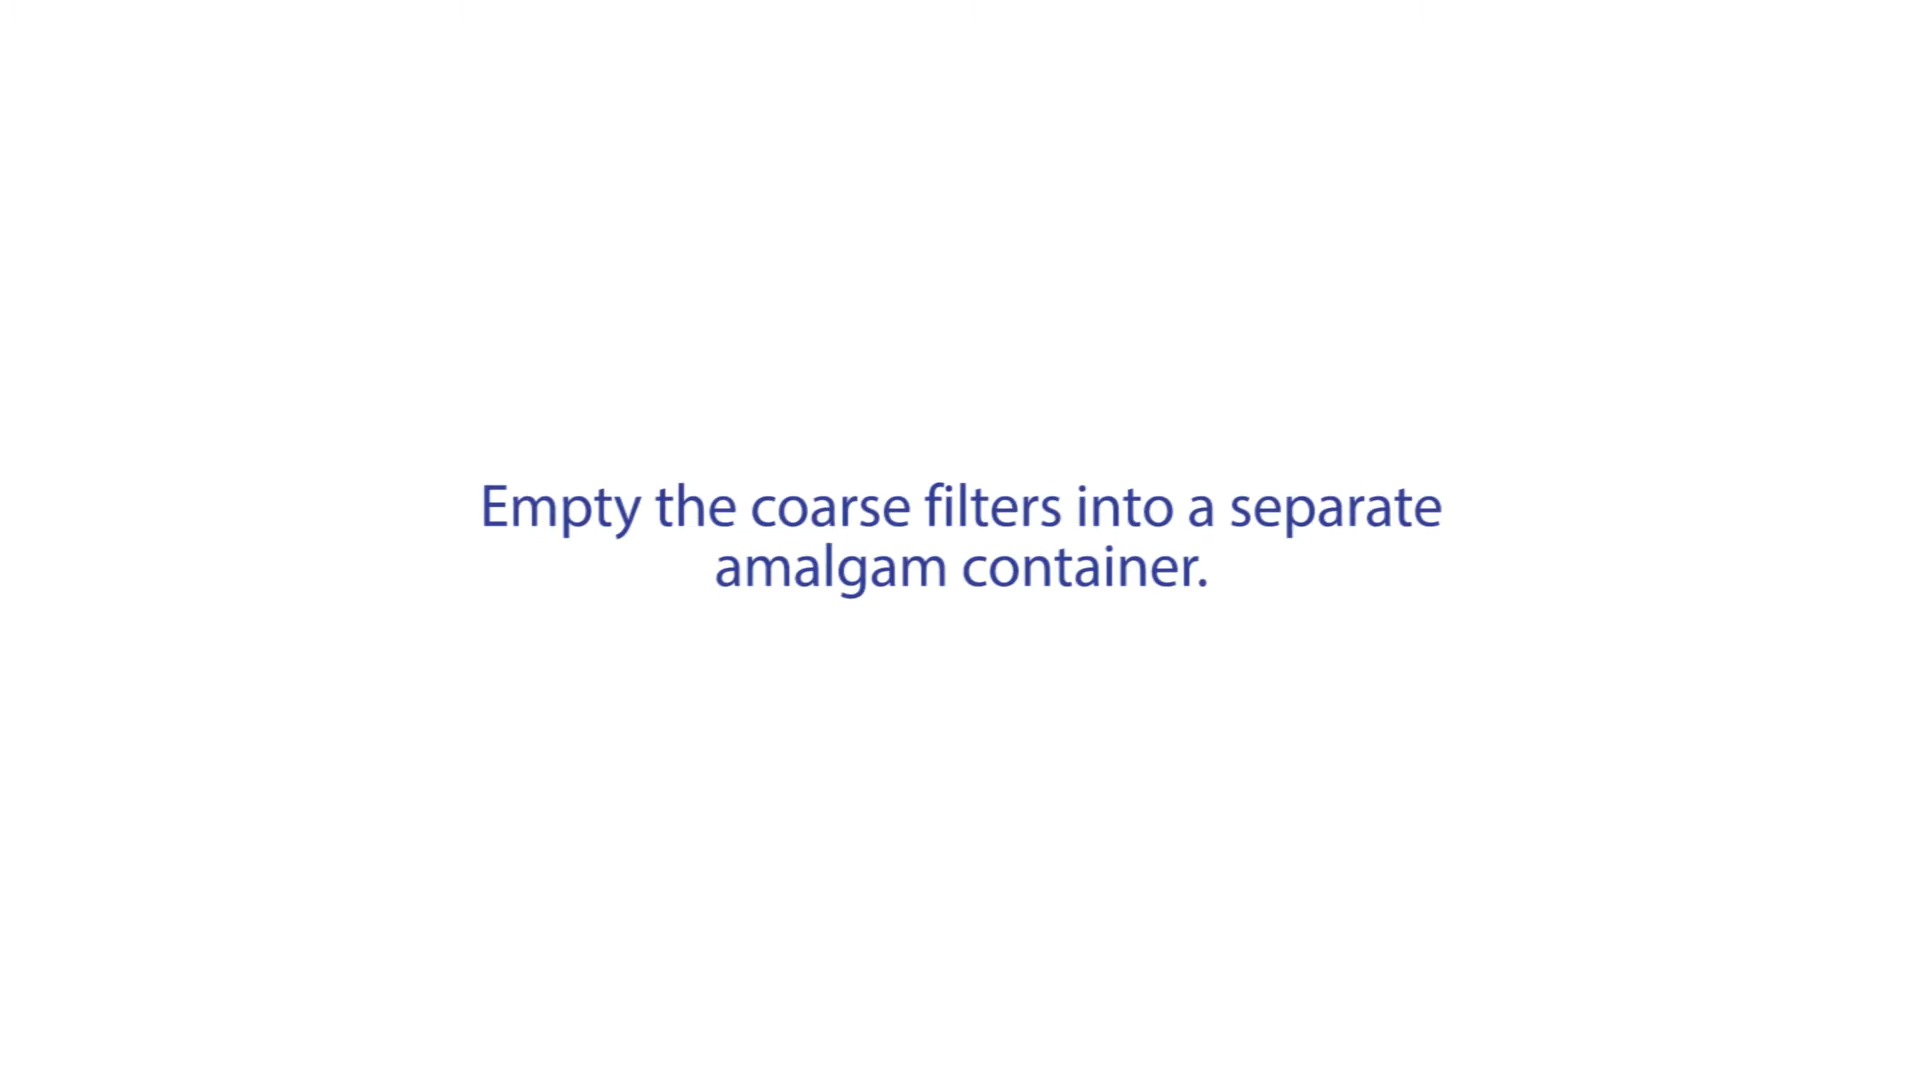 Empty the coarse filters into a separate
amalgam container.